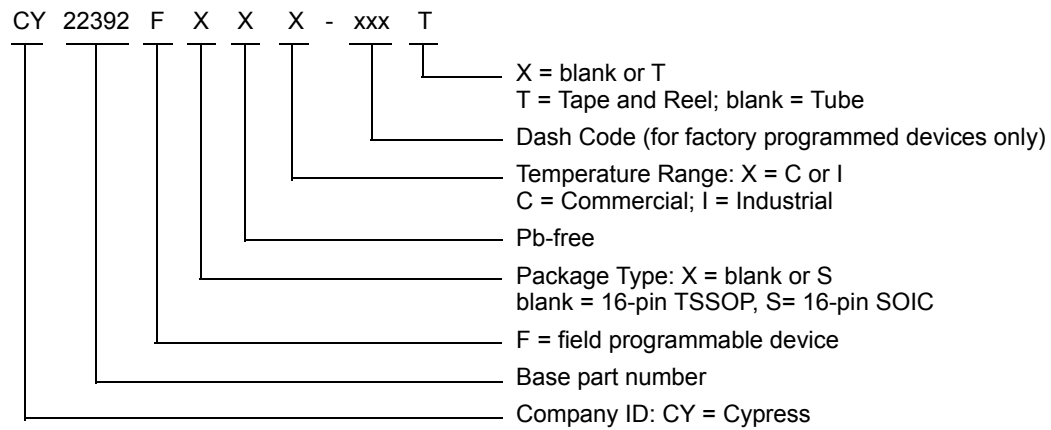 CY 22392 F X X X - xxx T
X = blank or T
T = Tape and Reel; blank = Tube
Dash Code (for factory programmed devices only)
Temperature Range: X = C or I
C = Commercial; I = Industrial
Pb-free
Package Type: X = blank or S
blank = 16-pin TSSOP, S= 16-pin SOIC
F = field programmable device
Base part number
Company ID: CY = Cypress